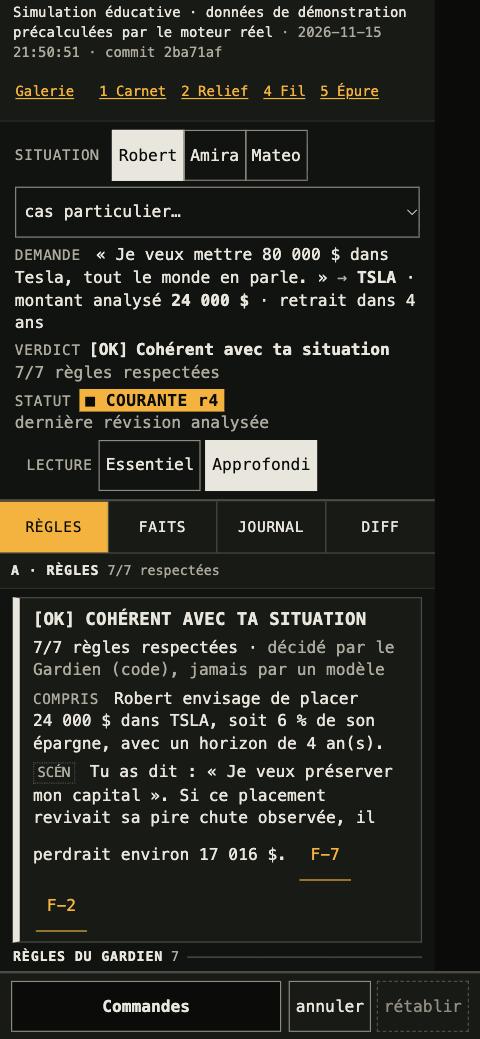 Simulation éducative · données de démonstration
précalculées par le moteur réel · 2026-11-15
21:50:51 · commit 2ba71af
Galerie 1 Carnet 2 Relief 4 Fil 5 Épure
SITUATION Robert Amira Mateo
cas particulier…
DEMANDE « Je veux mettre 80 000 $ dans
Tesla, tout le monde en parle. » → TSLA ·
montant analysé 24 000 $ · retrait dans 4
ans
VERDICT [OK] Cohérent avec ta situation
7/7 règles respectées
STATUT ■ COURANTE r4
dernière révision analysée
LECTURE Essentiel Approfondi
RÈGLES FAITS JOURNAL DIFF
A · RÈGLES 7/7 respectées
[OK] COHÉRENT AVEC TA SITUATION
7/7 règles respectées · décidé par le
Gardien (code), jamais par un modèle
COMPRIS Robert envisage de placer
24 000 $ dans TSLA, soit 6 % de son
épargne, avec un horizon de 4 an(s).
SCÉN Tu as dit : « Je veux préserver
mon capital ». Si ce placement
revivait sa pire chute observée, il
perdrait environ 17 016 $. F-7
F-2
RÈGLES DU GARDIEN 7
Commandes annuler rétablir